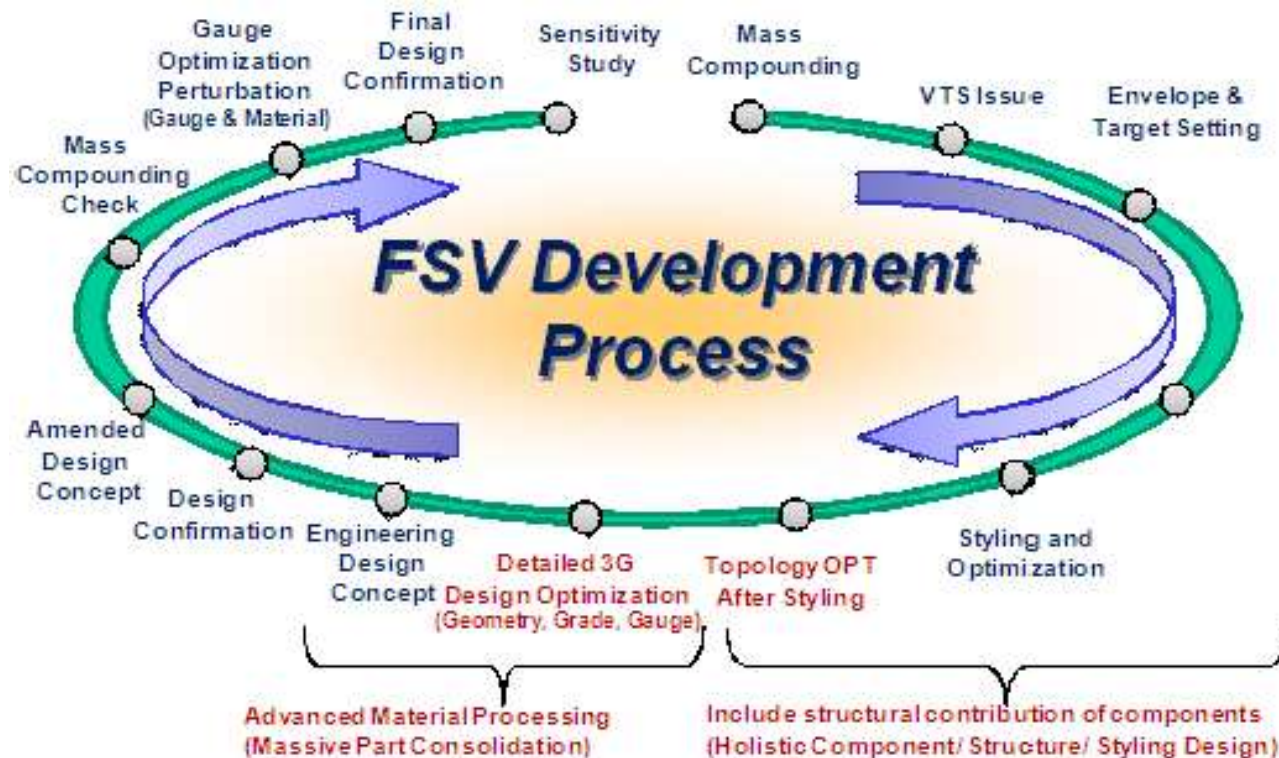 Gauge
Optimization
Perturbation
(Gauge & Material)
Final
Design
Confirmation
Sensitivity
Study
Mass
Compounding
VTS Issue
Envelope &
Target Setting
Mass
Compounding
Check
FSV Development
Process
Amended
Design
Concept
Design
Confirmation
Engineering
Design
Concept
Detailed 3G
Design Optimization
(Geometry, Grade, Gauge)
Topology OPT
After Styling
Styling and
Optimization
Advanced Material Processing
(Massive Part Consolidation)
Include structural contribution of components
(Holistic Component/ Structure/ Styling Design)